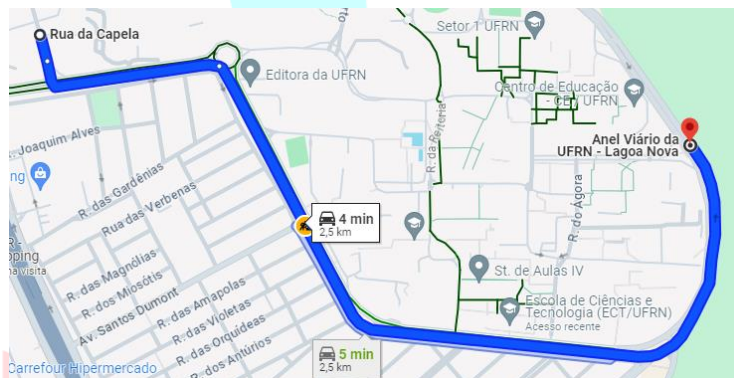 Rua da Capela
Setor 1 UFRN
Editora da UFRN
Centro de Educação
- CE / UFRN
Anel Viário da
UFRN - Lagoa Nova
R. da Reitoria
R. Joaquim Alves
R. das Gardênias
Rua das Verbenas
R. do Ágora
4 min
2,5 km
R. das Magnólias
R. dos Miosótis
Av. Santos Dumont
St. de Aulas IV
R. das Amapolas
R. das Violetas
R. das Orquídeas
R. dos Antúrios
Escola de Ciências e
Tecnologia (ECT/UFRN)
Acesso recente
5 min
2,5 km
Carrefour Hipermercado